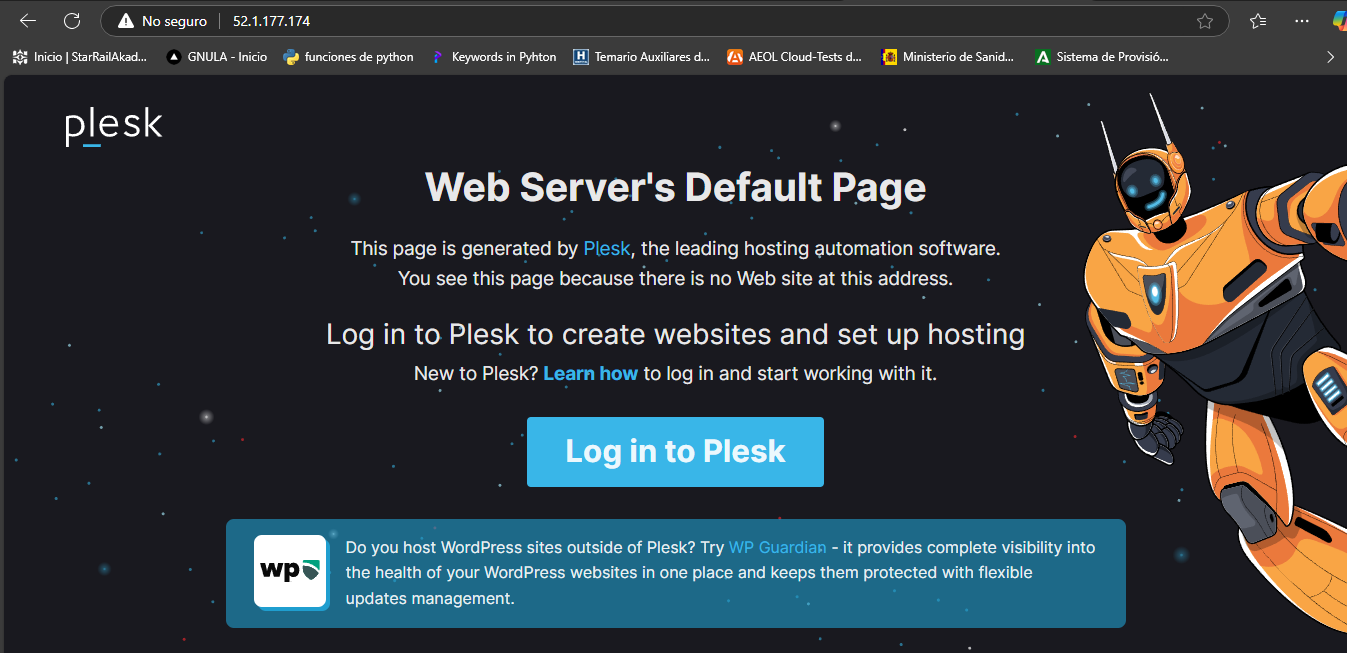 No seguro
52.1.177.174
Inicio | StarRailAkad...
GNULA - Inicio
funciones de python
Keywords in Pyhton
Temario Auxiliares d...
AEOL Cloud-Tests d...
Ministerio de Sanid...
Sistema de Provisió...
plesk
Web Server's Default Page
This page is generated by Plesk, the leading hosting automation software.
You see this page because there is no Web site at this address.
Log in to Plesk to create websites and set up hosting
New to Plesk? Learn how to log in and start working with it.
Log in to Plesk
wp
Do you host WordPress sites outside of Plesk? Try WP Guardian - it provides complete visibility into
the health of your WordPress websites in one place and keeps them protected with flexible
updates management.